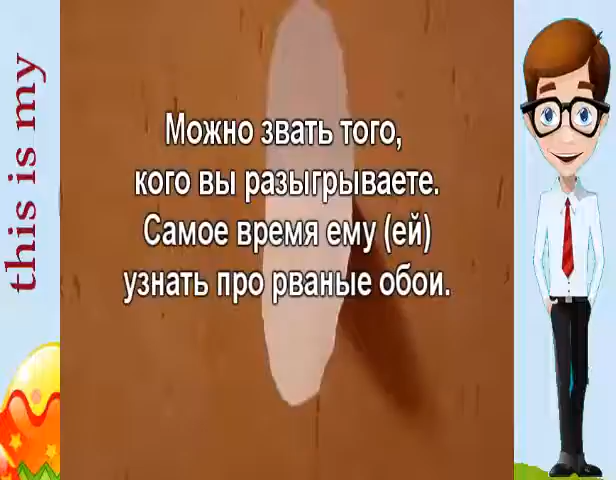 this is my
Можно звать того,
кого вы разыгрываете.
Самое время ему (ей)
узнать про рваные обои.